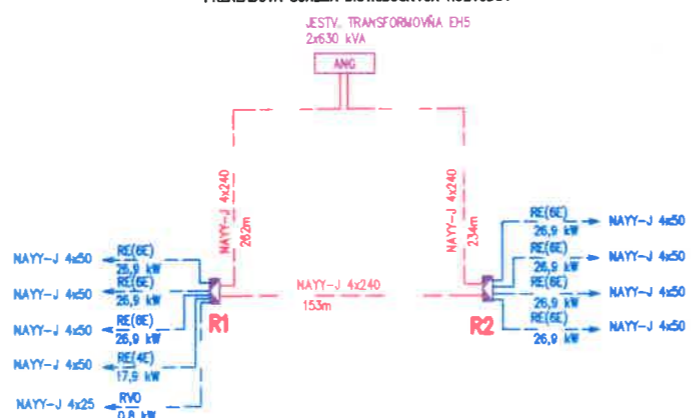 JESTV. TRANSFORMOVŇA EH5
2x630 kVA
ANG
NAYY-J 4x240
262m
NAYY-J 4x240
234m
NAYY-J 4x240
153m
R1
R2
NAYY-J 4x50
RE(6E)
26,9 kW
NAYY-J 4x50
RE(6E)
26,9 kW
NAYY-J 4x50
RE(6E)
26,9 kW
NAYY-J 4x50
RE(4E)
17,9 kW
NAYY-J 4x25
RVO
0,8 kW
RE(6E)
26,9 kW
NAYY-J 4x50
RE(6E)
26,9 kW
NAYY-J 4x50
RE(6E)
26,9 kW
NAYY-J 4x50
RE(6E)
26,9 kW
NAYY-J 4x50